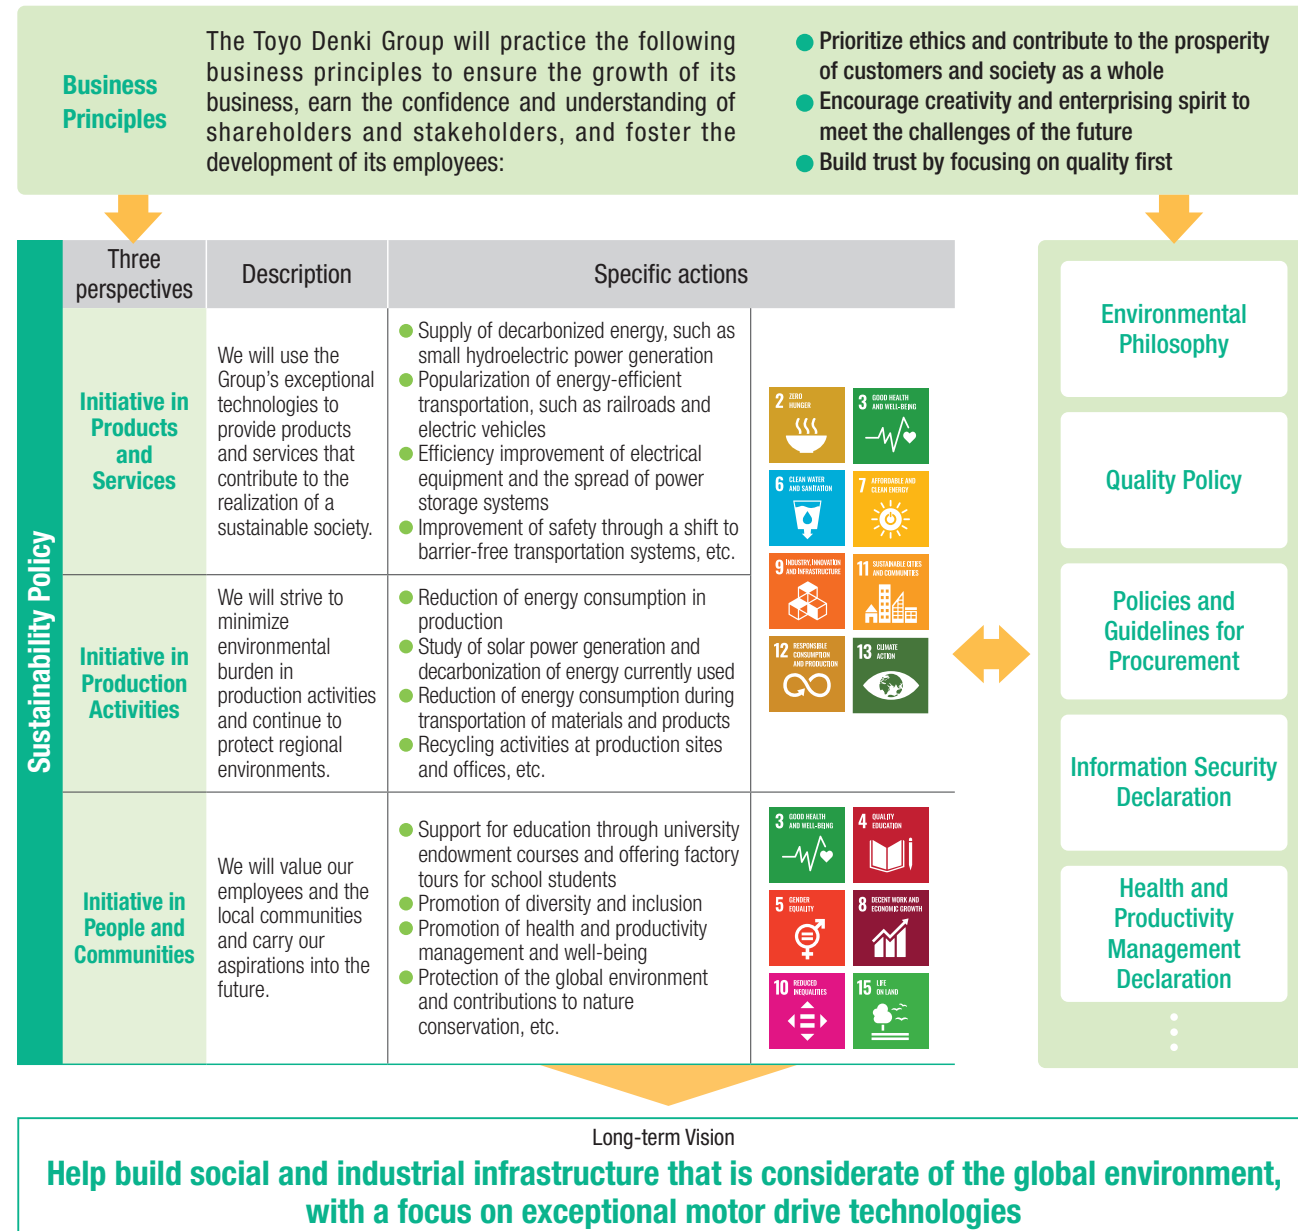 Business
Principles
The Toyo Denki Group will practice the following
business principles to ensure the growth of its
business, earn the confidence and understanding of
shareholders and stakeholders, and foster the
development of its employees:
Prioritize ethics and contribute to the prosperity
of customers and society as a whole
Encourage creativity and enterprising spirit to
meet the challenges of the future
Build trust by focusing on quality first
Sustainability Policy
Three
perspectives
Description
Specific actions
Initiative in
Products
and
Services
We will use the
Group's exceptional
technologies to
provide products
and services that
contribute to the
realization of a
sustainable society.
Supply of decarbonized energy, such as
small hydroelectric power generation
Popularization of energy-efficient
transportation, such as railroads and
electric vehicles
Efficiency improvement of electrical
equipment and the spread of power
storage systems
Improvement of safety through a shift to
barrier-free transportation systems, etc.
Initiative in
Production
Activities
We will strive to
minimize
environmental
burden in
production activities
and continue to
protect regional
environments.
Reduction of energy consumption in
production
Study of solar power generation and
decarbonization of energy currently used
Reduction of energy consumption during
transportation of materials and products
Recycling activities at production sites
and offices, etc.
2 ZERO
HUNGER
3 GOOD HEALTH
AND WELL-BEING
6 CLEAN WATER
AND SANITATION
7 AFFORDABLE AND
CLEAN ENERGY
9 INDUSTRY, INNOVATION
AND INFRASTRUCTURE
11 SUSTAINABLE CITIES
AND COMMUNITIES
12 RESPONSIBLE
CONSUMPTION
AND PRODUCTION
13 CLIMATE
ACTION
Initiative in
People and
Communities
We will value our
employees and the
local communities
and carry our
aspirations into the
future.
Support for education through university
endowment courses and offering factory
tours for school students
Promotion of diversity and inclusion
Promotion of health and productivity
management and well-being
Protection of the global environment
and contributions to nature
conservation, etc.
3 GOOD HEALTH
AND WELL-BEING
4 QUALITY
EDUCATION
5 GENDER
EQUALITY
8 DECENT WORK AND
ECONOMIC GROWTH
10 REDUCED
INEQUALITIES
15 LIFE
ON LAND
Environmental
Philosophy
Quality Policy
Policies and
Guidelines for
Procurement
Information Security
Declaration
Health and
Productivity
Management
Declaration
Long-term Vision
Help build social and industrial infrastructure that is considerate of the global environment,
with a focus on exceptional motor drive technologies